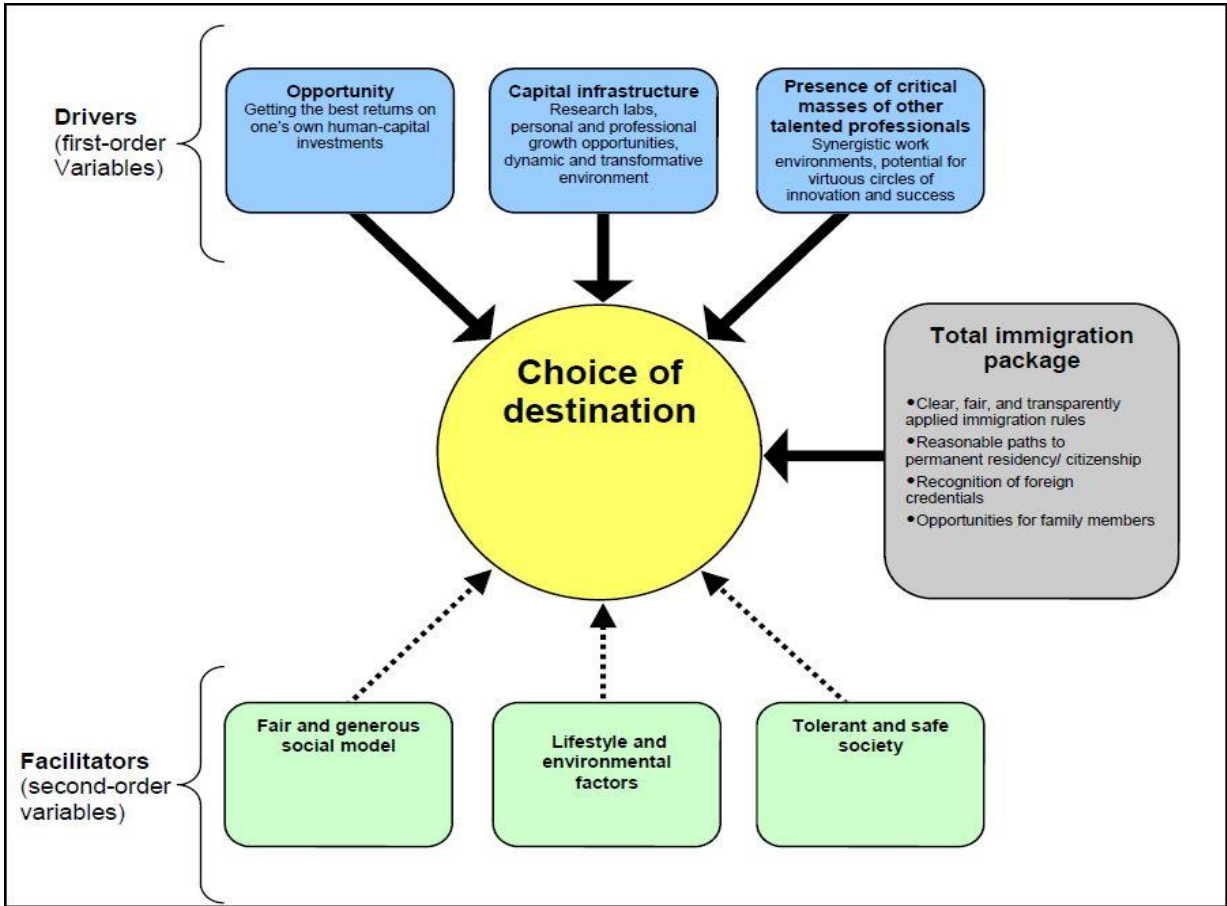 Drivers
(first-order
Variables)
Opportunity
Getting the best returns on
one's own human-capital
investments
Capital infrastructure
Research labs,
personal and professional
growth opportunities,
dynamic and transformative
environment
Presence of critical
masses of other
talented professionals
Synergistic work
environments, potential for
virtuous circles of
innovation and success
Choice of
destination
Total immigration
package
•Clear, fair, and transparently
applied immigration rules
•Reasonable paths to
permanent residency/ citizenship
•Recognition of foreign
credentials
•Opportunities for family members
Facilitators
(second-order
variables)
Fair and generous
social model
Lifestyle and
environmental
factors
Tolerant and safe
society